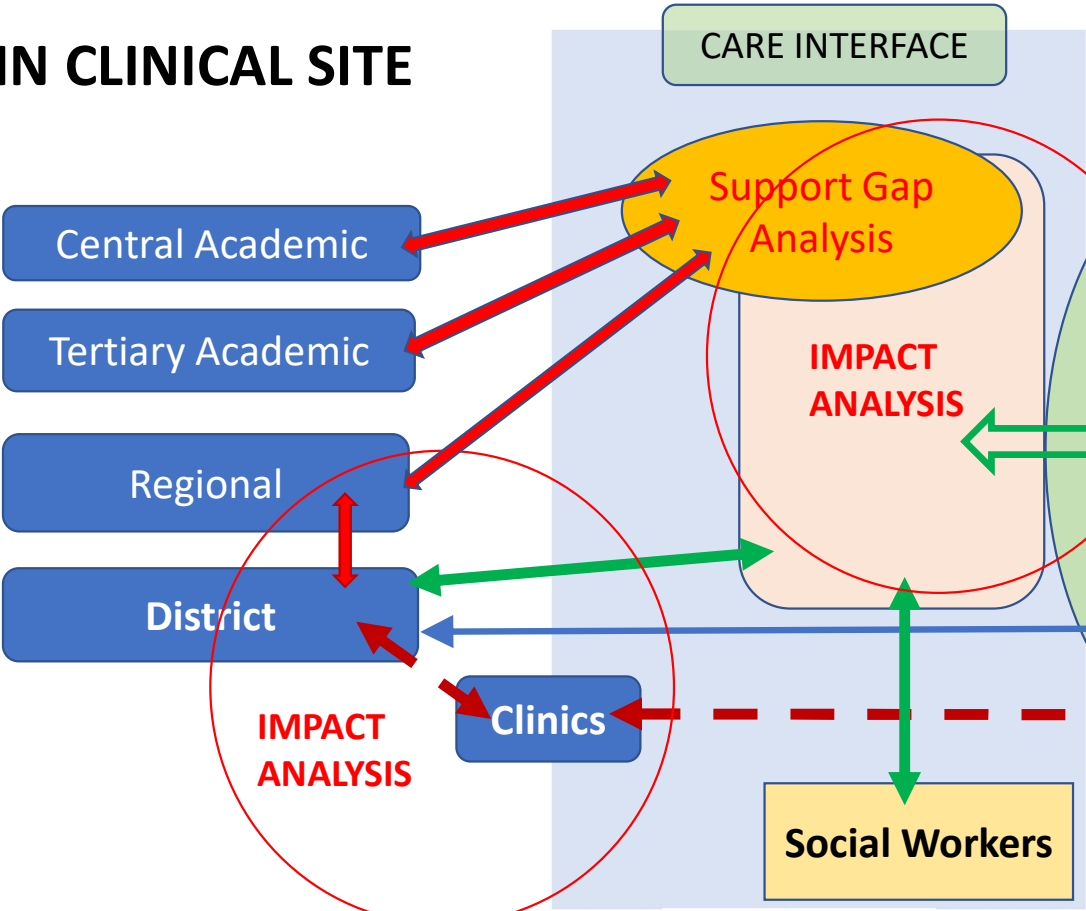 IN CLINICAL SITE
CARE INTERFACE
Support Gap
Analysis
Central Academic
Tertiary Academic
IMPACT
ANALYSIS
Regional
District
Clinics
IMPACT
ANALYSIS
Social Workers